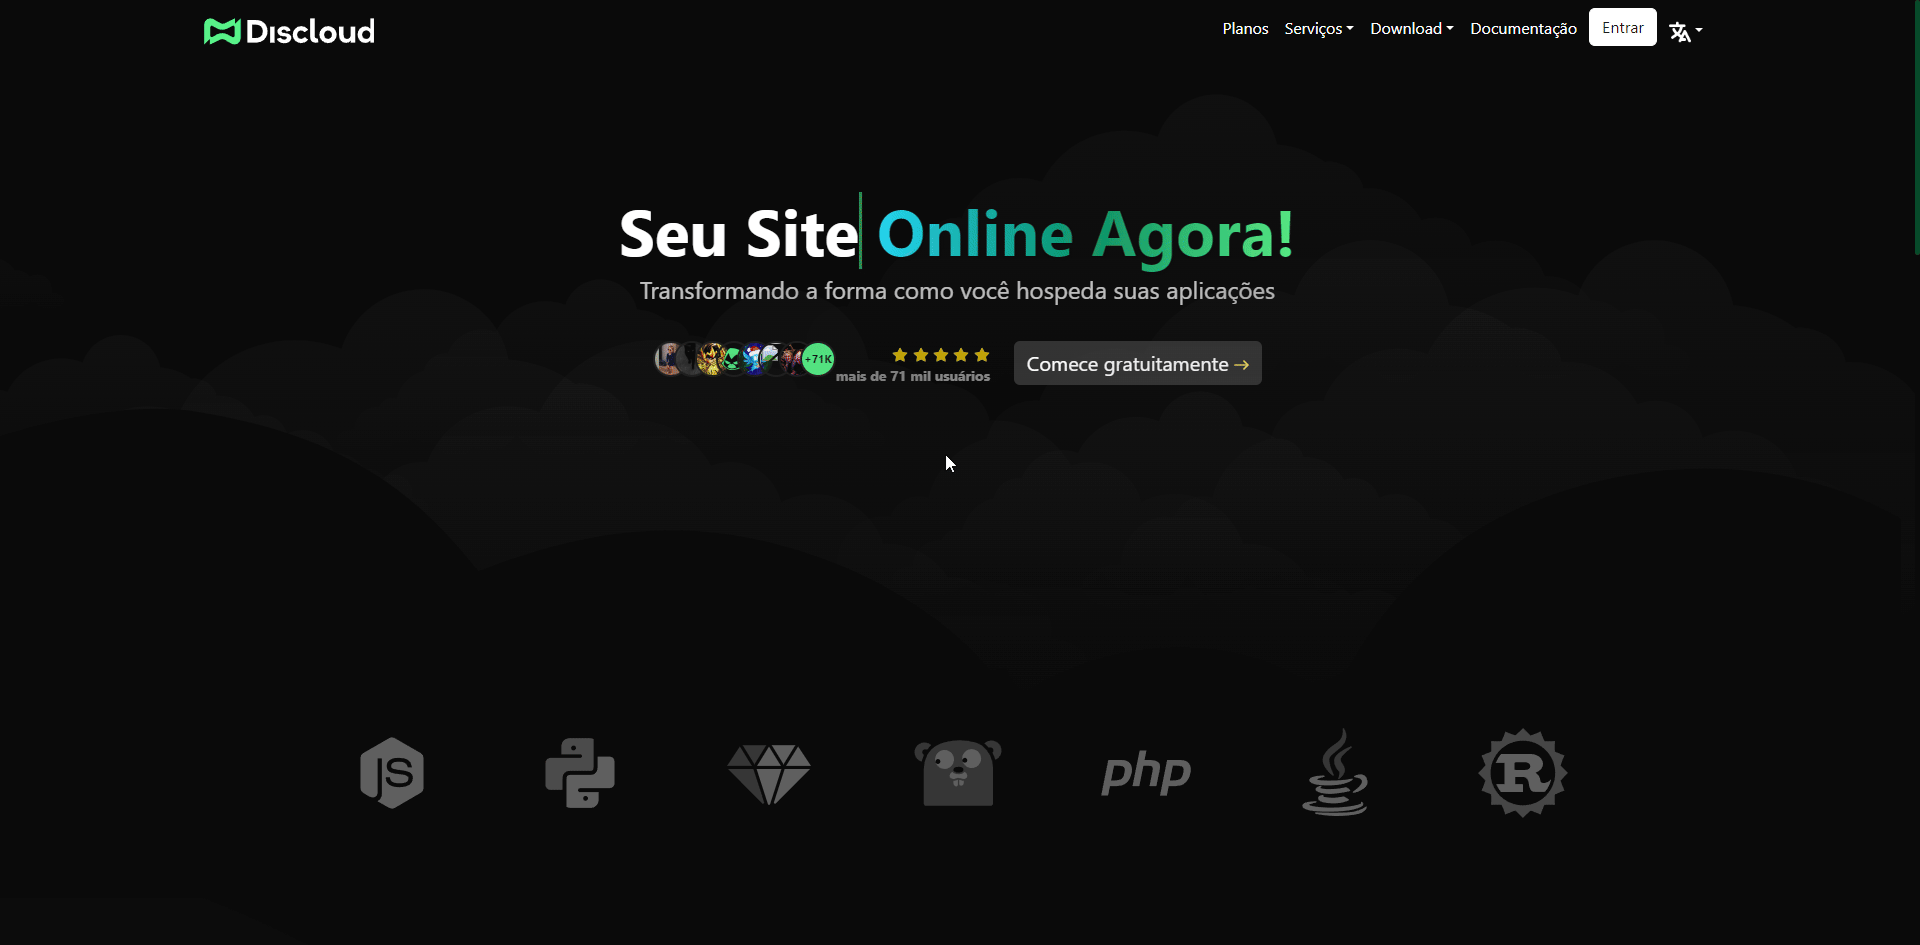 Discloud
Planos Serviços Download Documentação Entrar
Seu Site Online Agora!
Transformando a forma como você hospeda suas aplicações
+71K
mais de 71 mil usuários
Comece gratuitamente →
JS
php
R